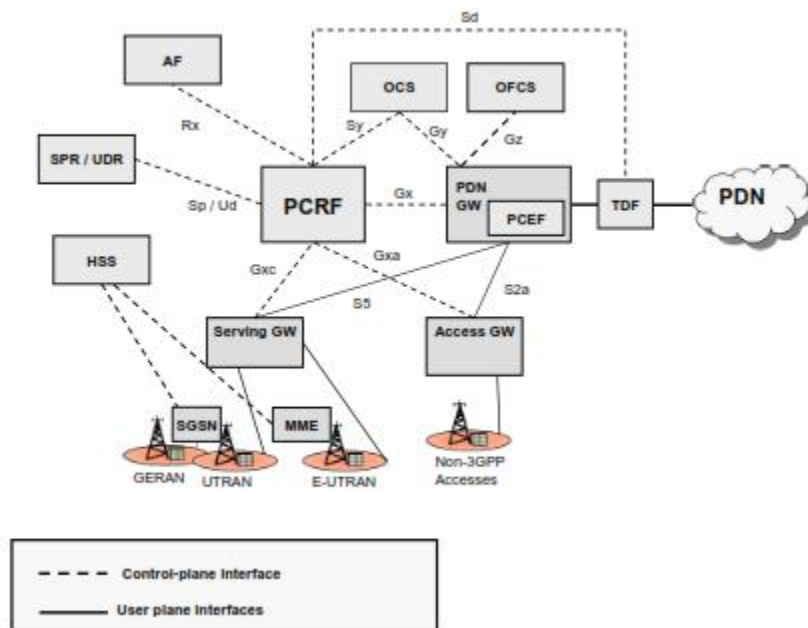 Sd
AF
OCS
OFCS
Rx
Sy
Gy
Gz
SPR / UDR
PCRF
Sp / Ud
Gx
PDN
GW
PCEF
TDF
PDN
HSS
Gxc
Gxa
S5
S2a
Serving GW
Access GW
SGSN
MME
GERAN
UTRAN
E-UTRAN
Non-3GPP
Accesses
Control-plane Interface
User plane Interfaces